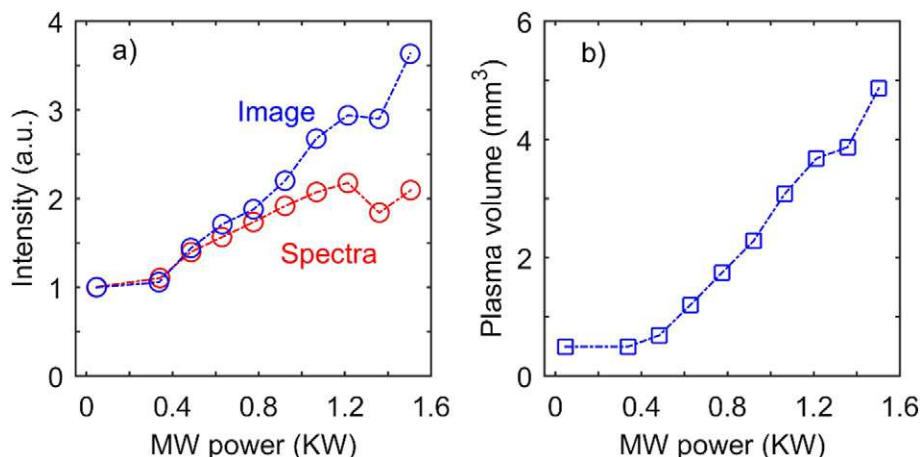 a)
Image
Spectra
Intensity (a.u.)
4
3
2
1
0
0 0.4 0.8 1.2 1.6
MW power (KW)
b)
Plasma volume (mm³)
6
4
2
0
0 0.4 0.8 1.2 1.6
MW power (KW)